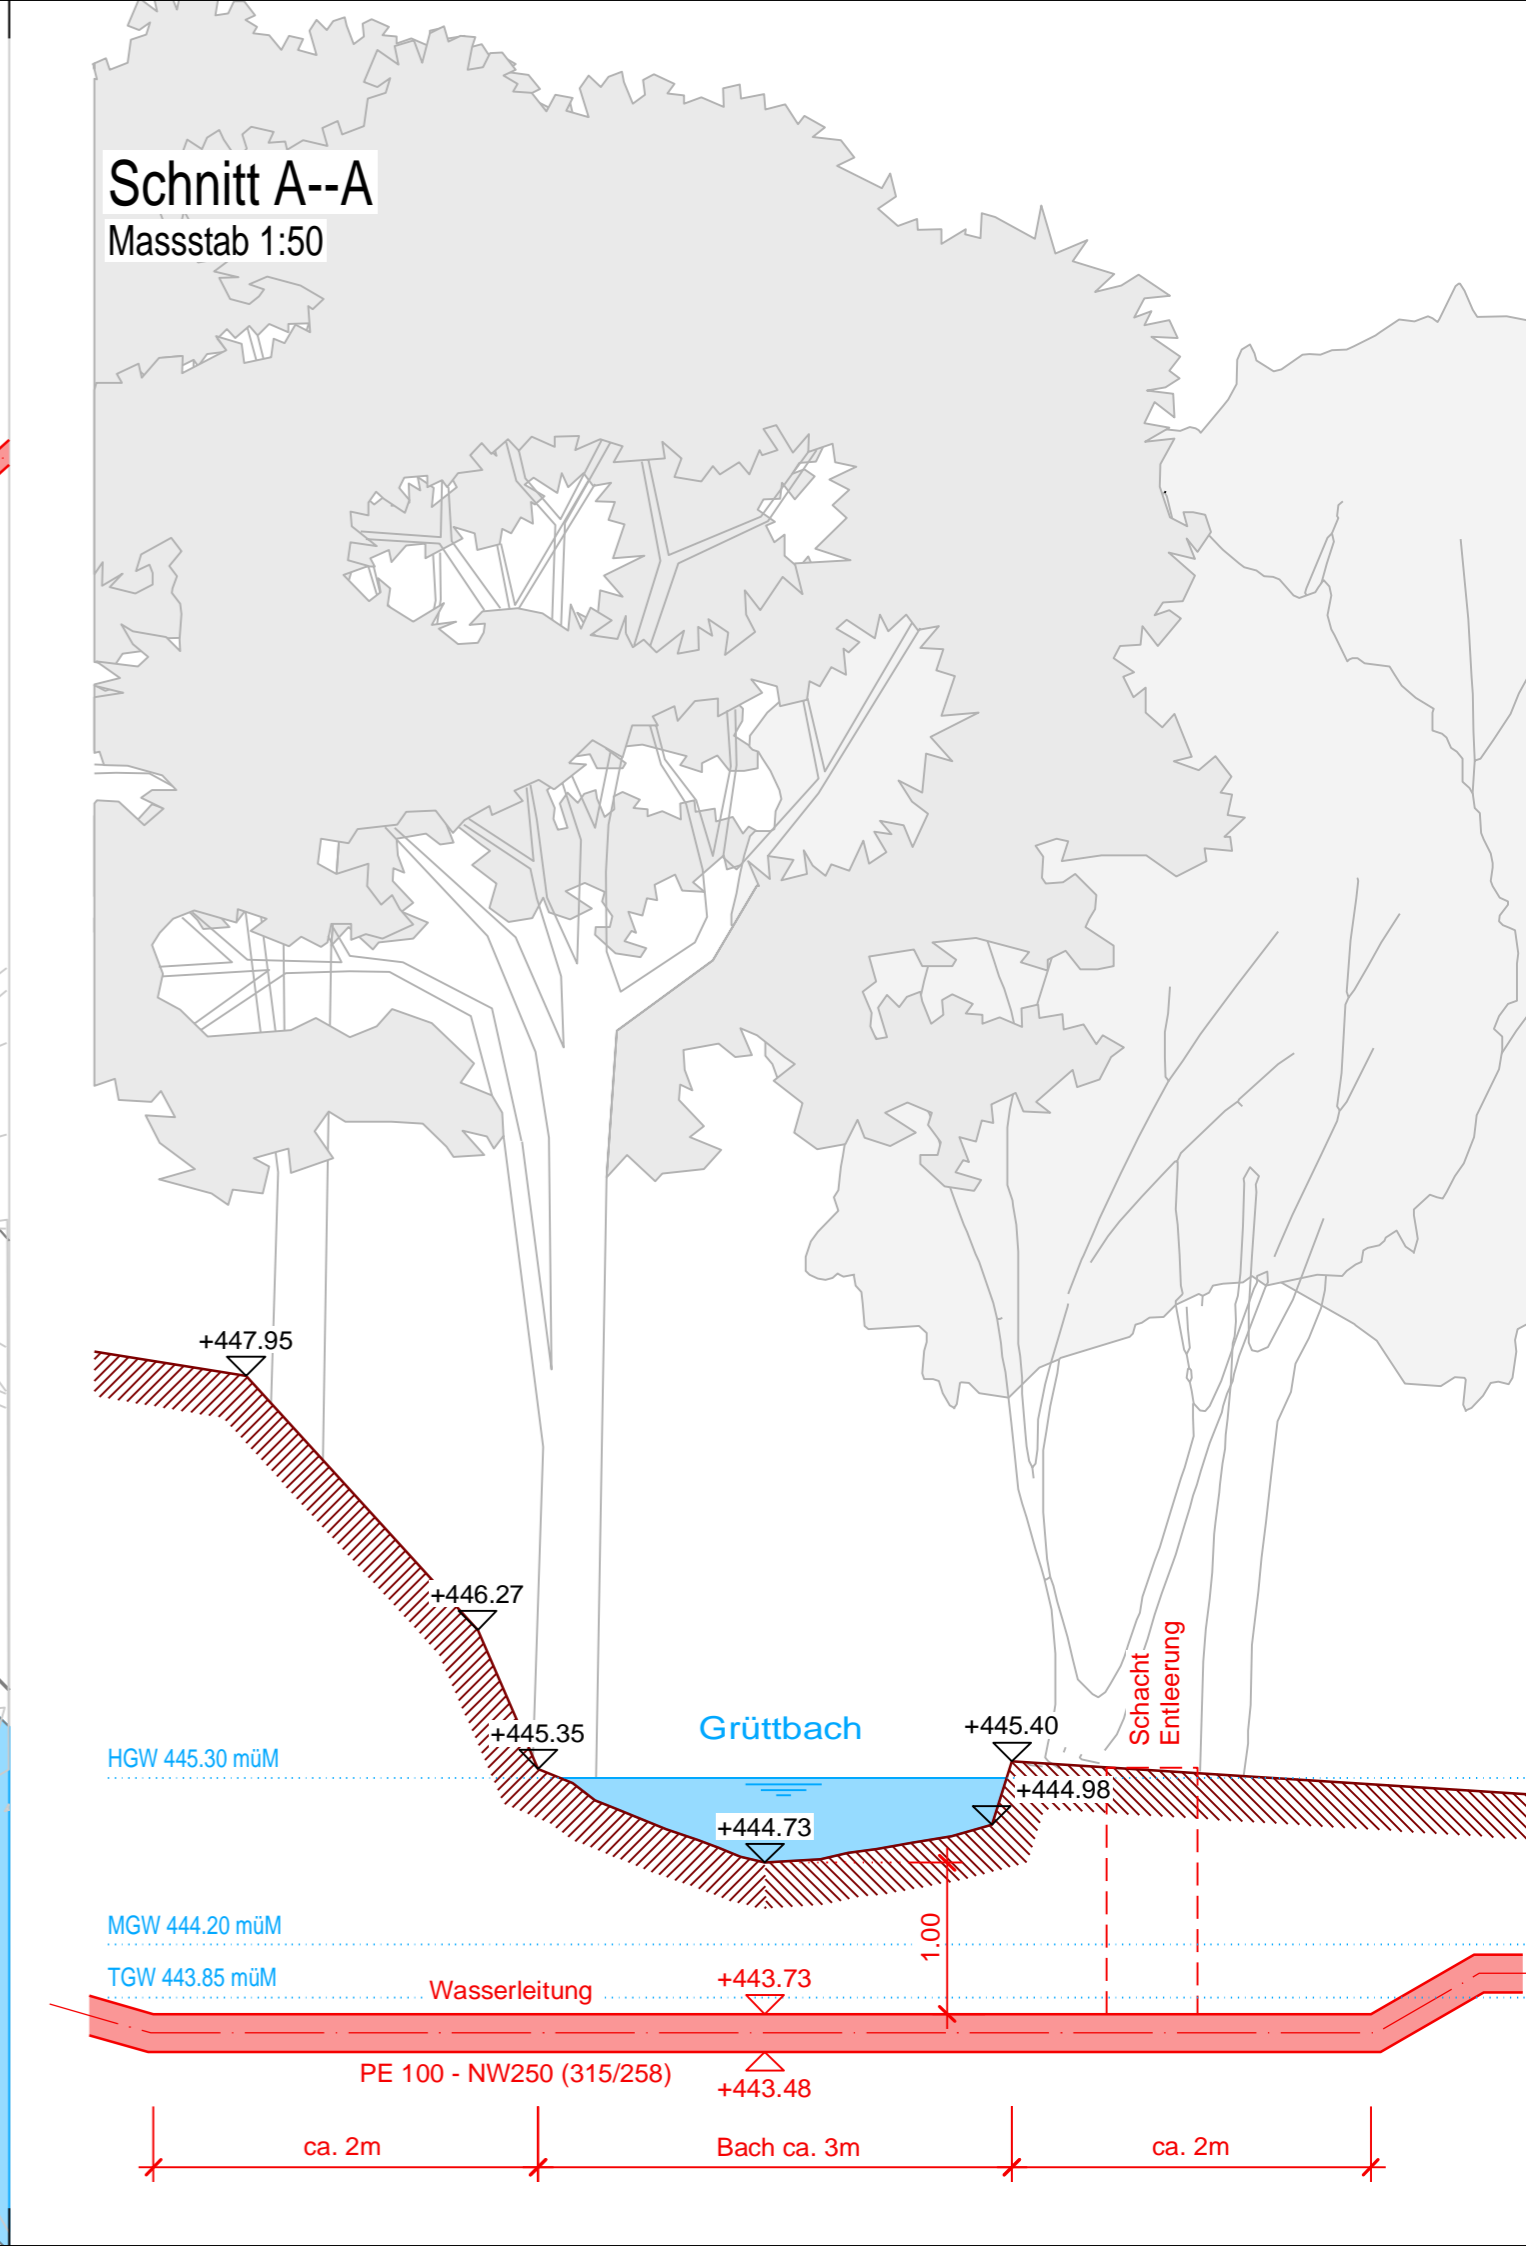 Schnitt A--A
Massstab 1:50
+447.95
+446.27
+445.35
Grüttbach
+445.40
Schacht
Entleerung
HGW 445.30 müM
+444.98
+444.73
1.00
MGW 444.20 müM
TGW 443.85 müM
Wasserleitung
+443.73
PE 100 - NW250 (315/258)
+443.48
ca. 2m
Bach ca. 3m
ca. 2m